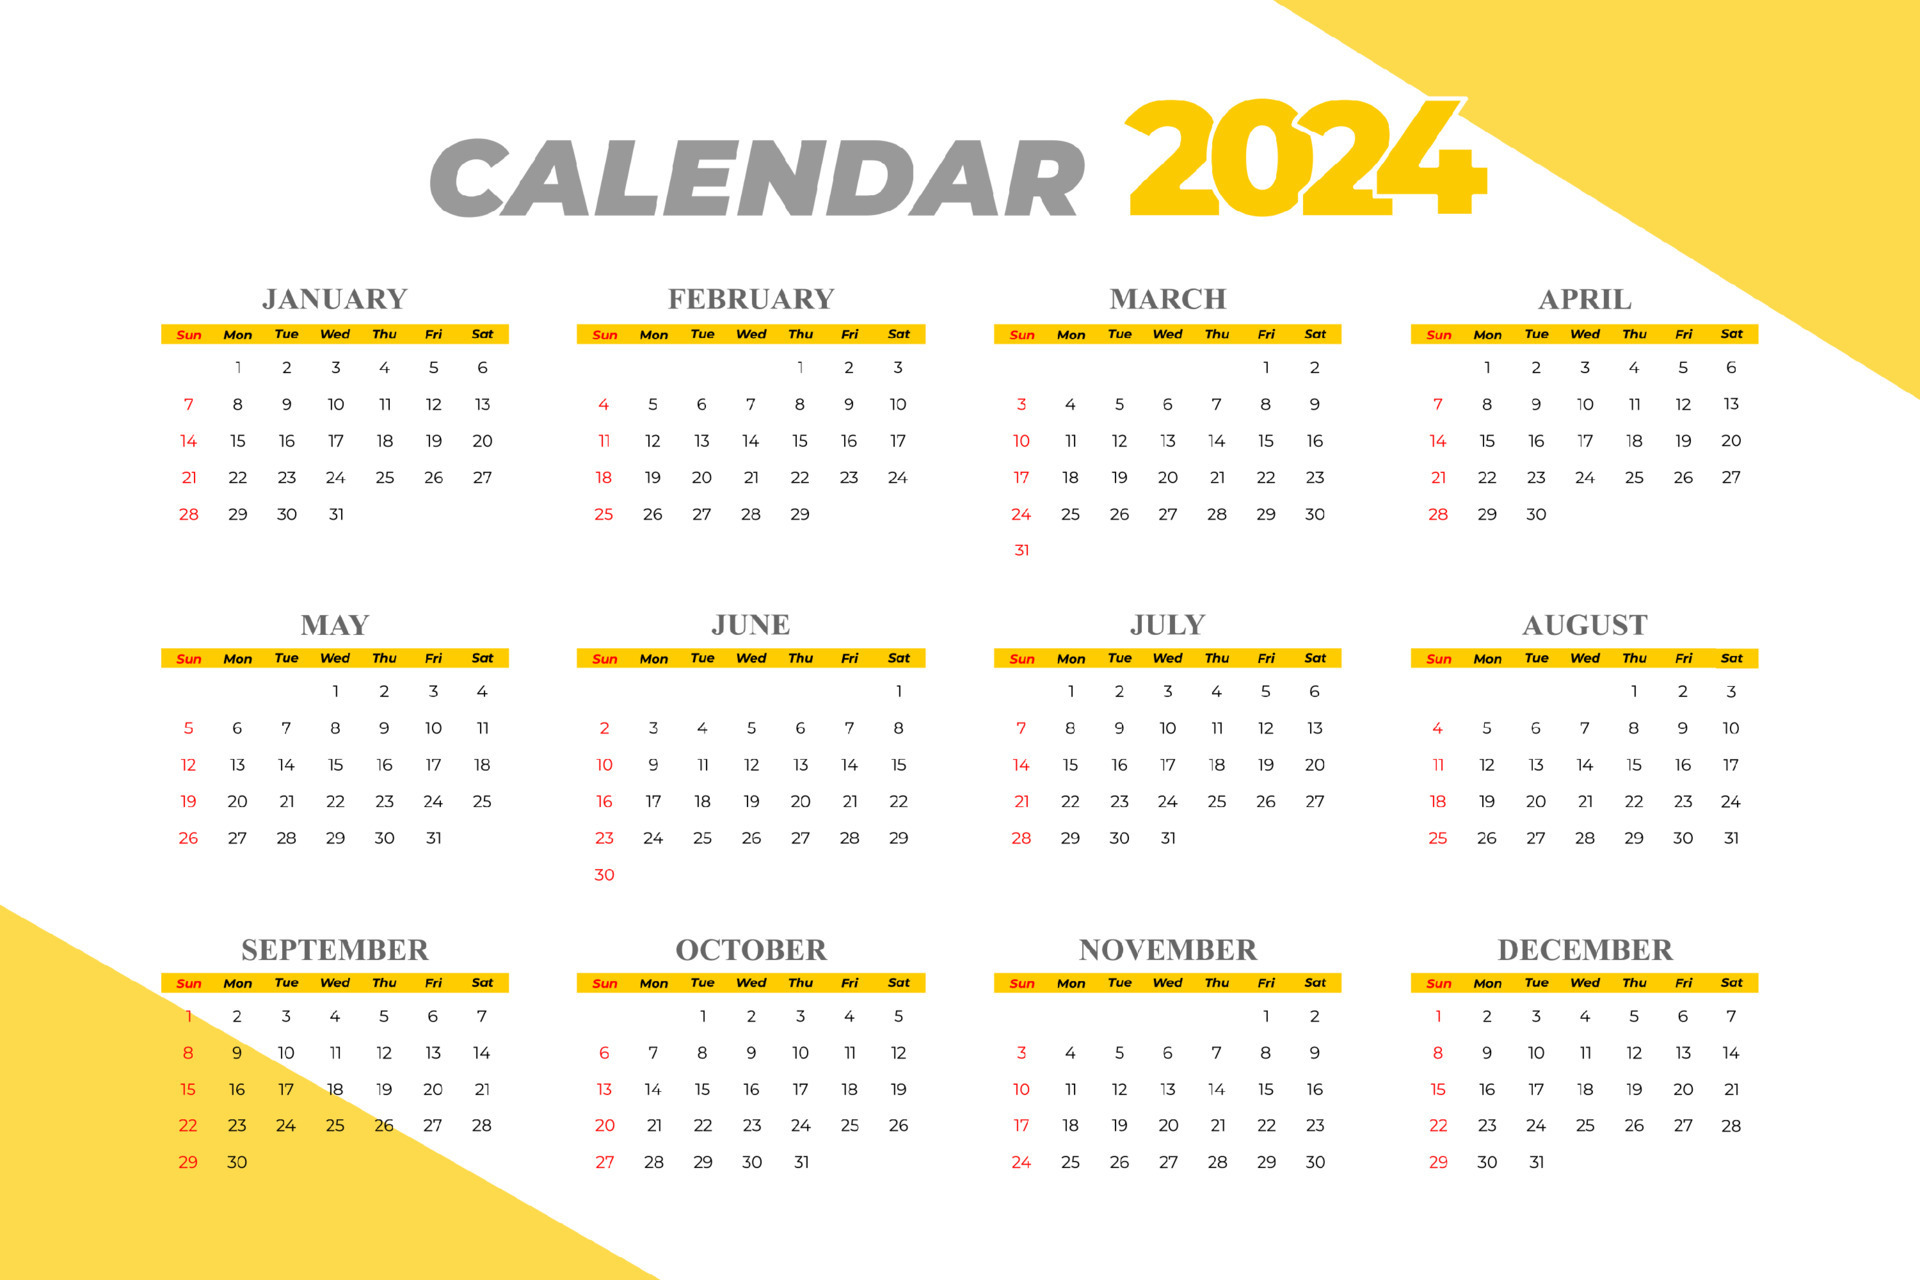 CALENDAR 2024
JANUARY FEBRUARY MARCH APRIL
Sun Mon Tue Wed Thu Fri Sat Sun Mon Tue Wed Thu Fri Sat Sun Mon Tue Wed Thu Fri Sat Sun Mon Tue Wed Thu Fri Sat
1 2 3 4 5 6 1 2 3 1 2 1 2 3 4 5 6
7 8 9 10 11 12 13 4 5 6 7 8 9 10 3 4 5 6 7 8 9 7 8 9 10 11 12 13
14 15 16 17 18 19 20 11 12 13 14 15 16 17 10 11 12 13 14 15 16 14 15 16 17 18 19 20
21 22 23 24 25 26 27 18 19 20 21 22 23 24 17 18 19 20 21 22 23 21 22 23 24 25 26 27
28 29 30 31 25 26 27 28 29 24 25 26 27 28 29 30 28 29 30
31
MAY JUNE JULY AUGUST
Sun Mon Tue Wed Thu Fri Sat Sun Mon Tue Wed Thu Fri Sat Sun Mon Tue Wed Thu Fri Sat Sun Mon Tue Wed Thu Fri Sat
1 2 3 4 1 1 2 3 4 5 6 1 2 3
5 6 7 8 9 10 11 2 3 4 5 6 7 8 7 8 9 10 11 12 13 4 5 6 7 8 9 10
12 13 14 15 16 17 18 10 9 11 12 13 14 15 14 15 16 17 18 19 20 11 12 13 14 15 16 17
19 20 21 22 23 24 25 16 17 18 19 20 21 22 21 22 23 24 25 26 27 18 19 20 21 22 23 24
26 27 28 29 30 31 23 24 25 26 27 28 29 28 29 30 31 25 26 27 28 29 30 31
30
SEPTEMBER OCTOBER NOVEMBER DECEMBER
Sun Mon Tue Wed Thu Fri Sat Sun Mon Tue Wed Thu Fri Sat Sun Mon Tue Wed Thu Fri Sat Sun Mon Tue Wed Thu Fri Sat
1 2 3 4 5 6 7 1 2 3 4 5 1 2 1 2 3 4 5 6 7
8 9 10 11 12 13 14 6 7 8 9 10 11 12 3 4 5 6 7 8 9 8 9 10 11 12 13 14
15 16 17 18 19 20 21 13 14 15 16 17 18 19 10 11 12 13 14 15 16 15 16 17 18 19 20 21
22 23 24 25 26 27 28 20 21 22 23 24 25 26 17 18 19 20 21 22 23 22 23 24 25 26 27 28
29 30 27 28 29 30 31 24 25 26 27 28 29 30 29 30 31